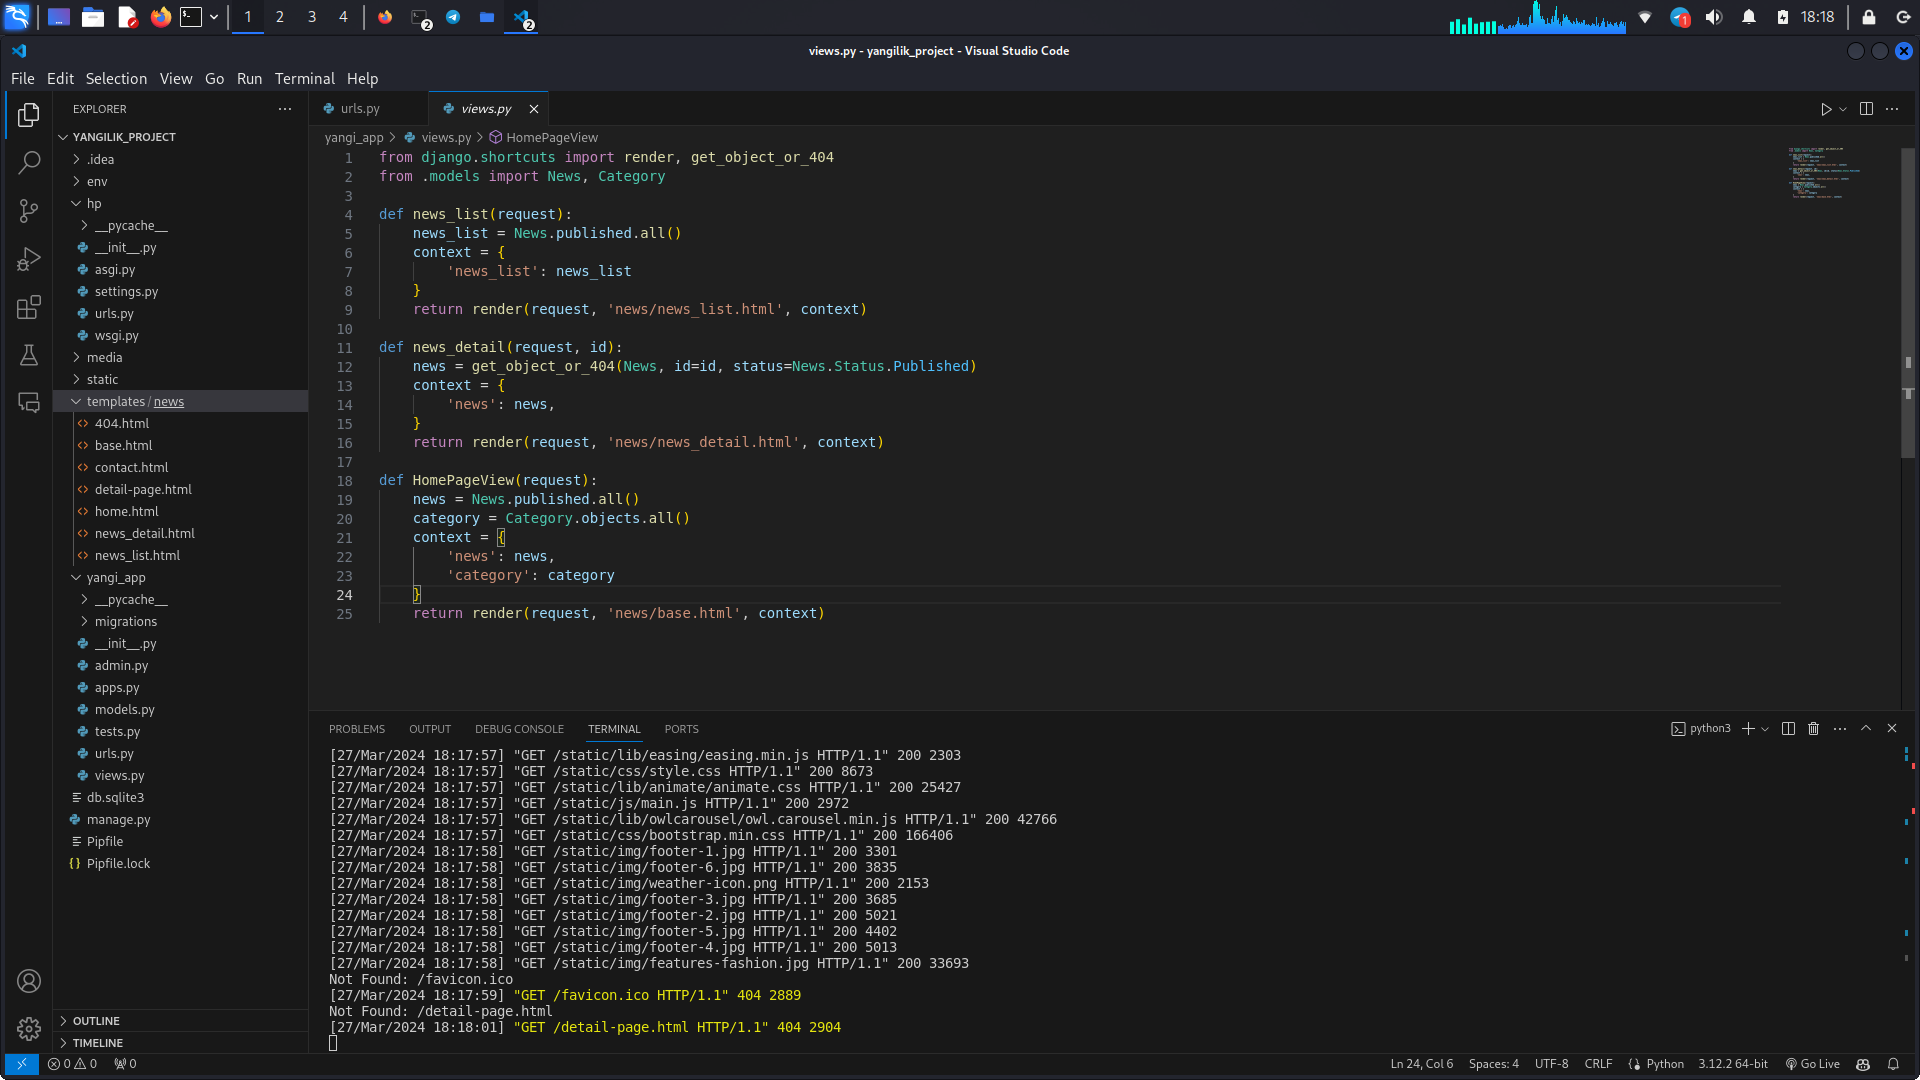 1
2
3
4
2
2
1
18:18
views.py - yangilik_project - Visual Studio Code
File Edit Selection View Go Run Terminal Help
EXPLORER
YANGILIK_PROJECT
.idea
env
hp
__pycache__
__init__.py
asgi.py
settings.py
urls.py
wsgi.py
media
static
templates / news
404.html
base.html
contact.html
detail-page.html
home.html
news_detail.html
news_list.html
yangi_app
__pycache__
migrations
__init__.py
admin.py
apps.py
models.py
tests.py
urls.py
views.py
db.sqlite3
manage.py
Pipfile
Pipfile.lock
OUTLINE
TIMELINE
urls.py
views.py
yangi_app > views.py > HomePageView
1 from django.shortcuts import render, get_object_or_404
2 from .models import News, Category
3
4 def news_list(request):
5     news_list = News.published.all()
6     context = {
7         'news_list': news_list
8     }
9     return render(request, 'news/news_list.html', context)
10
11 def news_detail(request, id):
12     news = get_object_or_404(News, id=id, status=News.Status.Published)
13     context = {
14         'news': news,
15     }
16     return render(request, 'news/news_detail.html', context)
17
18 def HomePageView(request):
19     news = News.published.all()
20     category = Category.objects.all()
21     context = {
22         'news': news,
23         'category': category
24     }
25     return render(request, 'news/base.html', context)
PROBLEMS OUTPUT DEBUG CONSOLE TERMINAL PORTS
python3
[27/Mar/2024 18:17:57] "GET /static/lib/easing/easing.min.js HTTP/1.1" 200 2303
[27/Mar/2024 18:17:57] "GET /static/css/style.css HTTP/1.1" 200 8673
[27/Mar/2024 18:17:57] "GET /static/lib/animate/animate.css HTTP/1.1" 200 25427
[27/Mar/2024 18:17:57] "GET /static/js/main.js HTTP/1.1" 200 2972
[27/Mar/2024 18:17:57] "GET /static/lib/owlcarousel/owl.carousel.min.js HTTP/1.1" 200 42766
[27/Mar/2024 18:17:57] "GET /static/css/bootstrap.min.css HTTP/1.1" 200 166406
[27/Mar/2024 18:17:58] "GET /static/img/footer-1.jpg HTTP/1.1" 200 3301
[27/Mar/2024 18:17:58] "GET /static/img/footer-6.jpg HTTP/1.1" 200 3835
[27/Mar/2024 18:17:58] "GET /static/img/weather-icon.png HTTP/1.1" 200 2153
[27/Mar/2024 18:17:58] "GET /static/img/footer-3.jpg HTTP/1.1" 200 3685
[27/Mar/2024 18:17:58] "GET /static/img/footer-2.jpg HTTP/1.1" 200 5021
[27/Mar/2024 18:17:58] "GET /static/img/footer-5.jpg HTTP/1.1" 200 4402
[27/Mar/2024 18:17:58] "GET /static/img/footer-4.jpg HTTP/1.1" 200 5013
[27/Mar/2024 18:17:58] "GET /static/img/features-fashion.jpg HTTP/1.1" 200 33693
Not Found: /favicon.ico
[27/Mar/2024 18:17:59] "GET /favicon.ico HTTP/1.1" 404 2889
Not Found: /detail-page.html
[27/Mar/2024 18:18:01] "GET /detail-page.html HTTP/1.1" 404 2904
0 0 0
Ln 24, Col 6 Spaces: 4 UTF-8 CRLF Python 3.12.2 64-bit Go Live